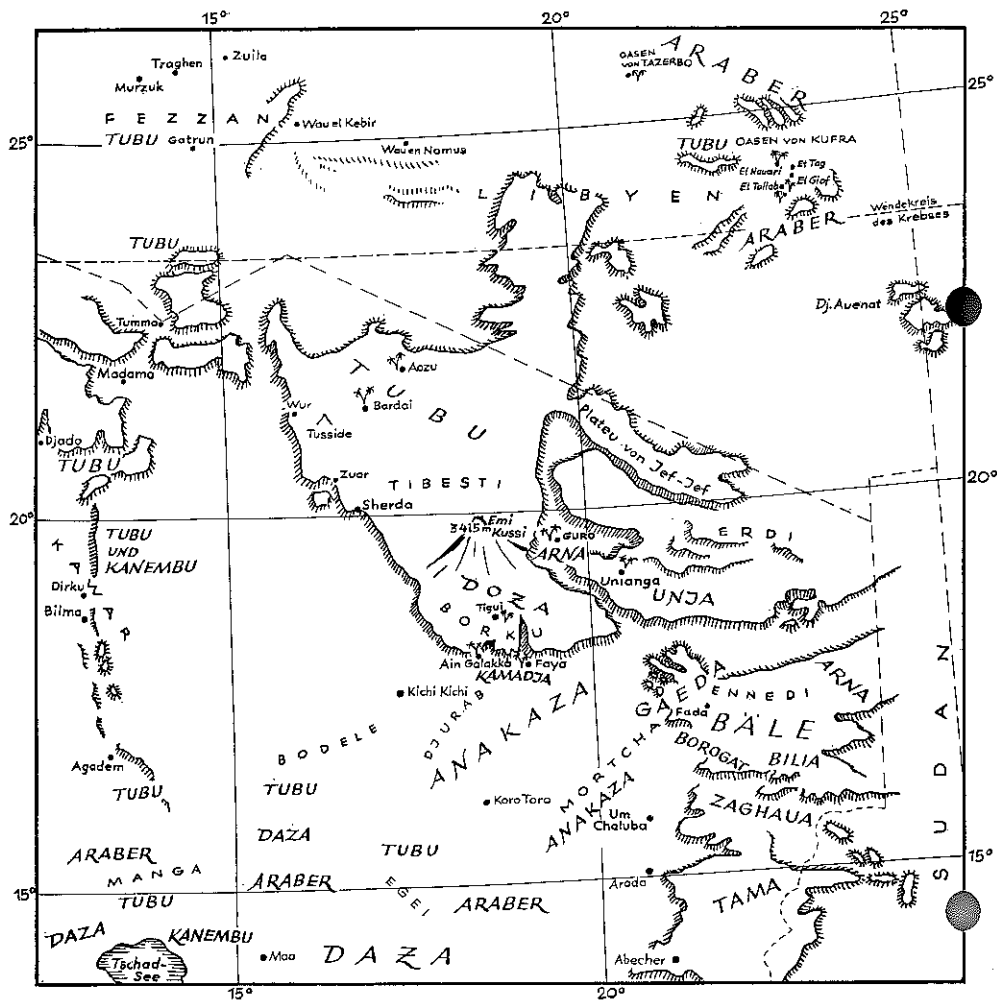 15°
20°
25°
Traghen
Zuila
Murzuk
OASEN
VON TAZERBO
ARABER
25°
FEZZAN
Wau el Kebir
TUBU
Gatrun
25°
Wau en Namus
TUBU
OASEN VON KUFRA
El Hauari
Et Tag
El Tallab
El Giof
LIBYEN
Wendekreis
des Krebses
ARABER
TUBU
Dj. Auenat
Tummo
Madama
Aozu
TUBU
Bardai
Wur
Tusside
Plateu von Jef-Jef
Djado
TUBU
Zuar
TIBESTI
20°
Sherda
20°
Emi
Kussi
3415m
GURO
ARNA
ERDI
TUBU
UND
KANEMBU
Unianga
UNJA
KAPAR
Dirku
Bilma
DOZA
Tigui
BORKU
Ain Galakka
Faya
KAMADJA
Kichi Kichi
GAEDA
ENNEDI
ARNA
Fada
BÄLE
DJURAB
ANAKAZA
BODELE
MORTCHA
BOROGAT
BILIA
Agadem
TUBU
TUBU
Koro Toro
ANAKAZA
Um
Chaluba
ZAGHAUA
SUDAN
DAZA
TUBU
ARABER
MANGA
ARABER
EGEI
15°
Arada
TAMA
15°
TUBU
ARABER
DAZA
KANEMBU
Tschad-
See
Mao
DAZA
Abecher
15°
20°